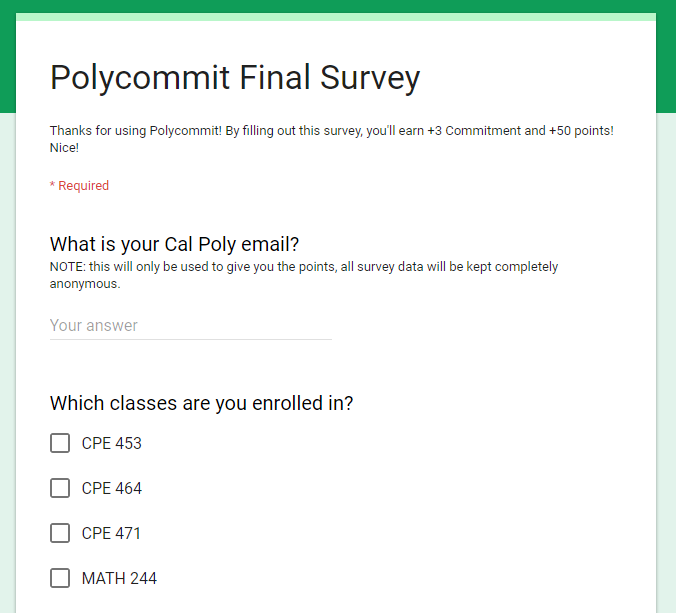 Polycommit Final Survey
Thanks for using Polycommit! By filling out this survey, you'll earn +3 Commitment and +50 points!
Nice!
* Required
What is your Cal Poly email?
NOTE: this will only be used to give you the points, all survey data will be kept completely
anonymous.
Your answer
Which classes are you enrolled in?
CPE 453
CPE 464
CPE 471
MATH 244